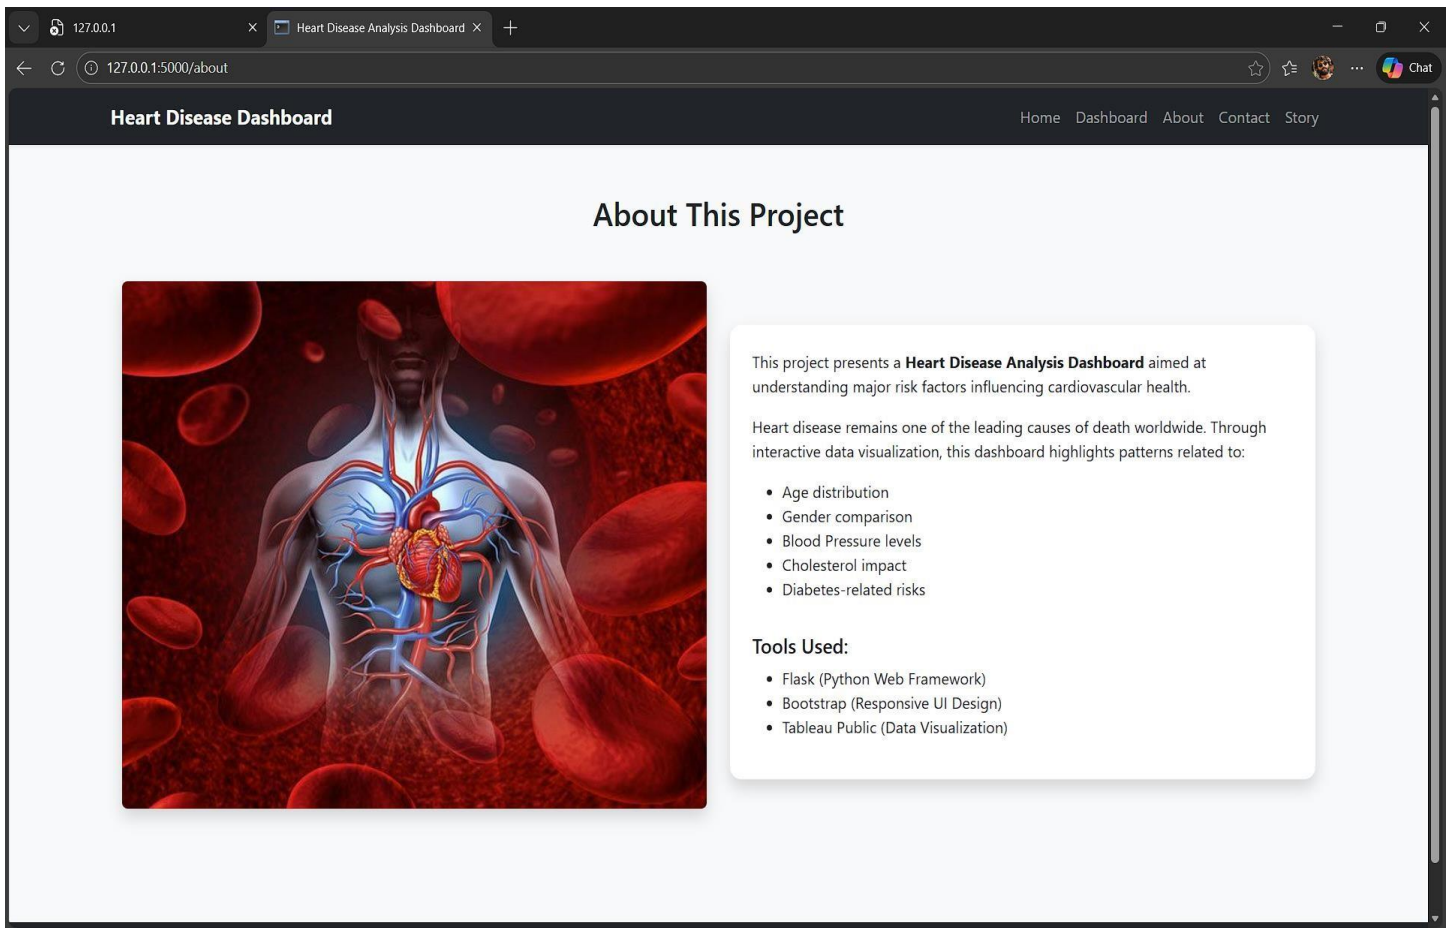 127.0.0.1
Heart Disease Analysis Dashboard
127.0.0.1:5000/about
Chat
Heart Disease Dashboard
Home Dashboard About Contact Story
About This Project
This project presents a Heart Disease Analysis Dashboard aimed at
understanding major risk factors influencing cardiovascular health.
Heart disease remains one of the leading causes of death worldwide. Through
interactive data visualization, this dashboard highlights patterns related to:
• Age distribution
• Gender comparison
• Blood Pressure levels
• Cholesterol impact
• Diabetes-related risks
Tools Used:
• Flask (Python Web Framework)
• Bootstrap (Responsive UI Design)
• Tableau Public (Data Visualization)